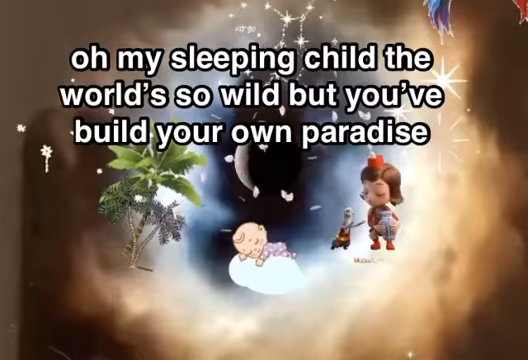 oh my sleeping child the
world's so wild but you've
build your own paradise